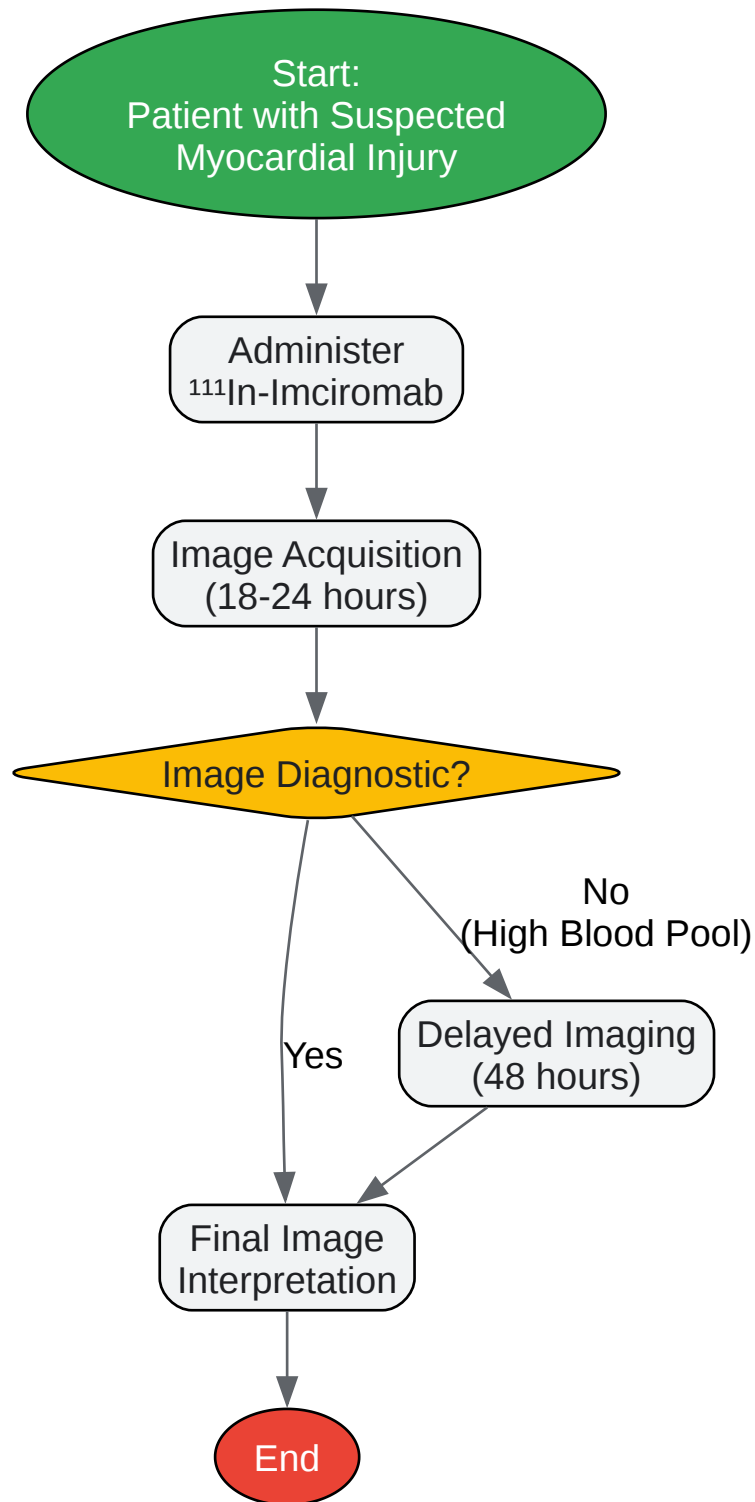 Start:
Patient with Suspected
Myocardial Injury
Administer
¹¹¹In-Imciromab
Image Acquisition
(18-24 hours)
Image Diagnostic?
No
(High Blood Pool)
Delayed Imaging
(48 hours)
Yes
Final Image
Interpretation
End